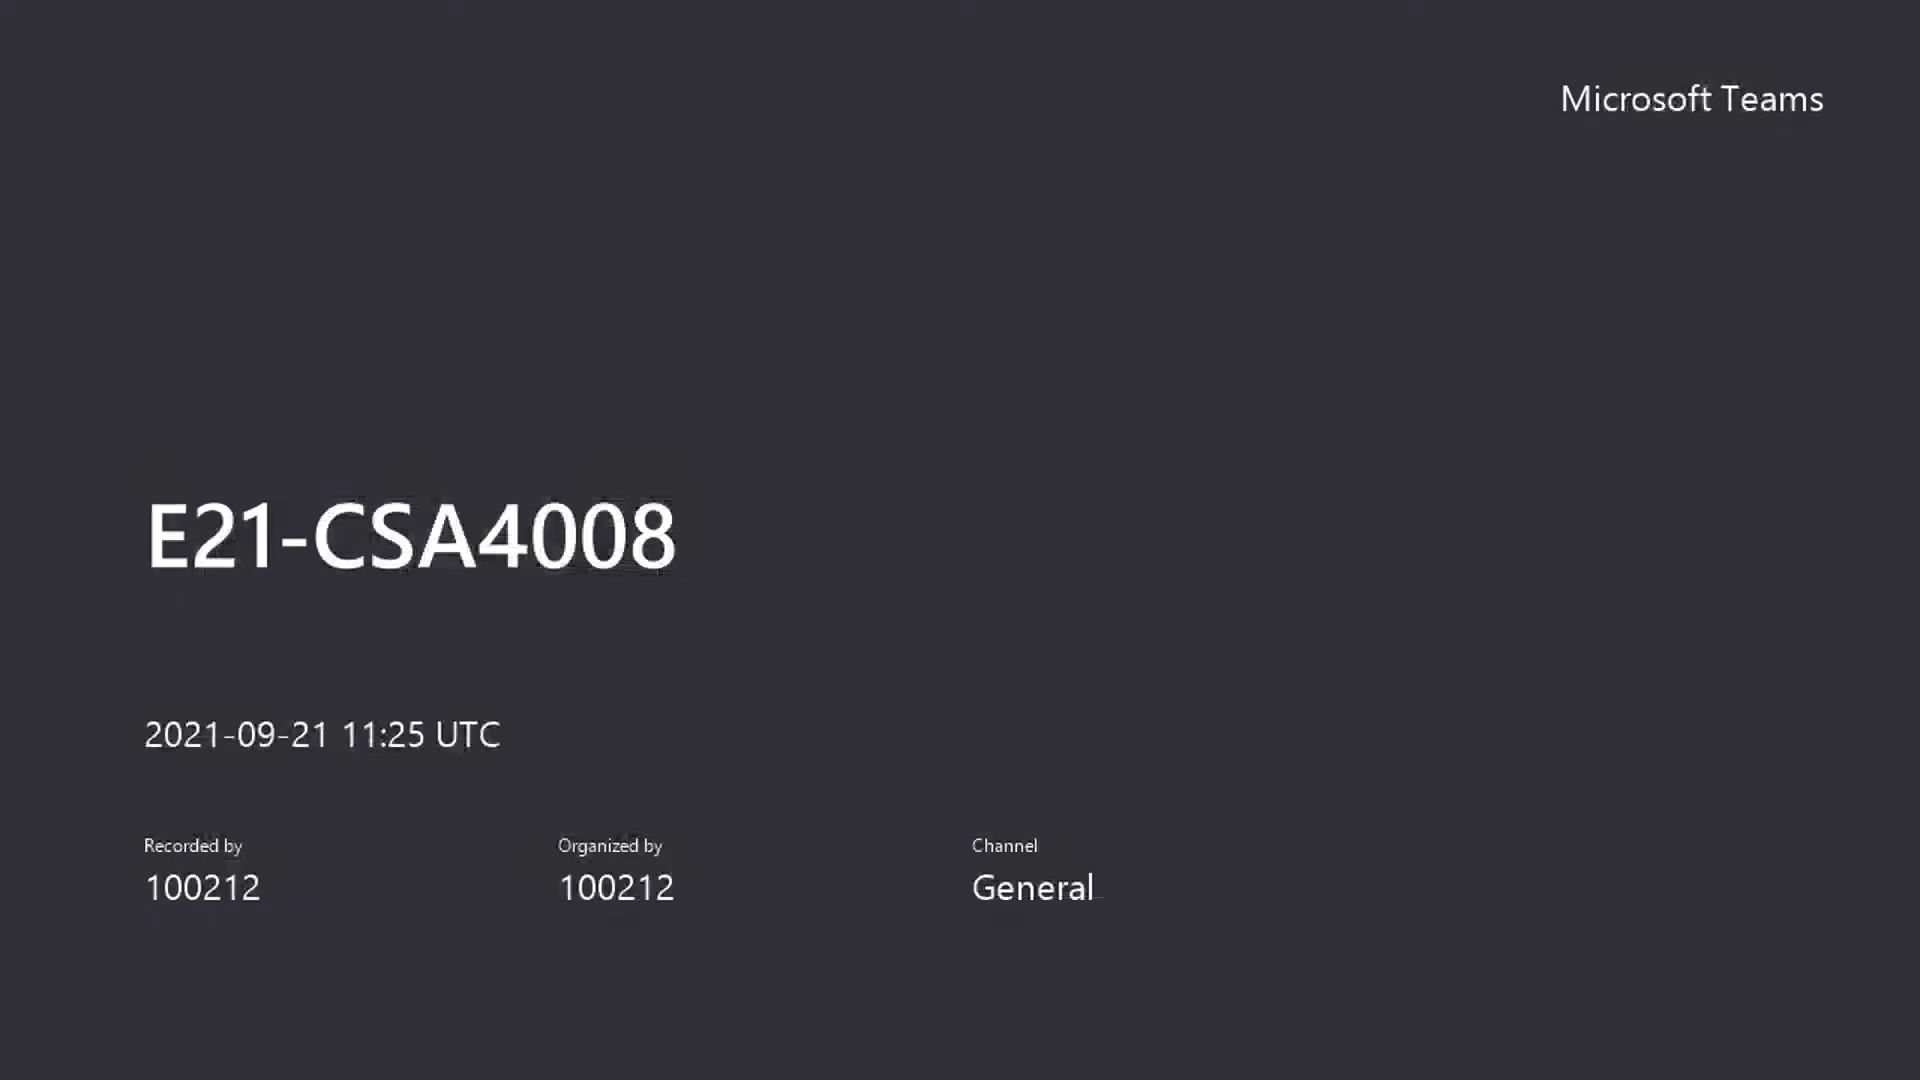 Microsoft Teams
E21-CSA4008
2021-09-21 11:25 UTC
Recorded by
100212
Organized by
100212
Channel
General